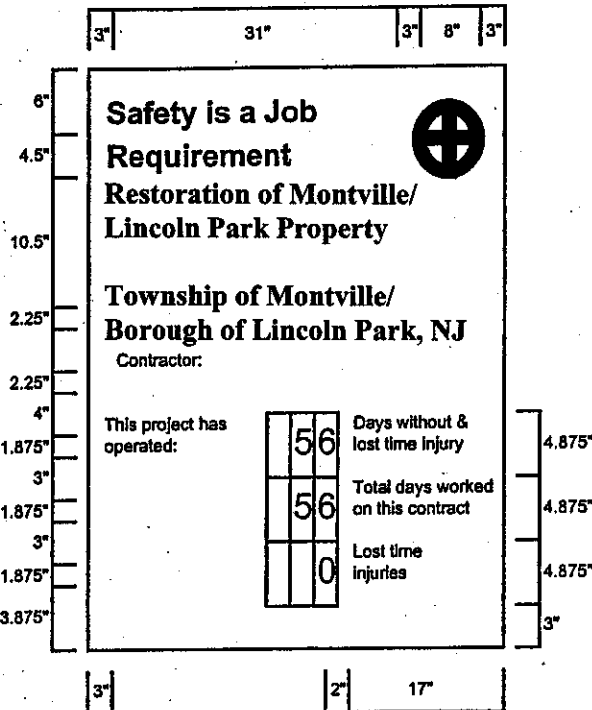 3" 31" 3" 8" 3"
6"
4.5"
10.5"
2.25"
2.25"
4"
1.875"
3"
1.875"
3"
1.875"
3.875"
Safety is a Job
Requirement
Restoration of Montville/
Lincoln Park Property
Township of Montville/
Borough of Lincoln Park, NJ
Contractor:
This project has
operated:
56
Days without &
lost time injury
56
Total days worked
on this contract
0
Lost time
injuries
4.875"
4.875"
4.875"
3"
3" 2" 17"